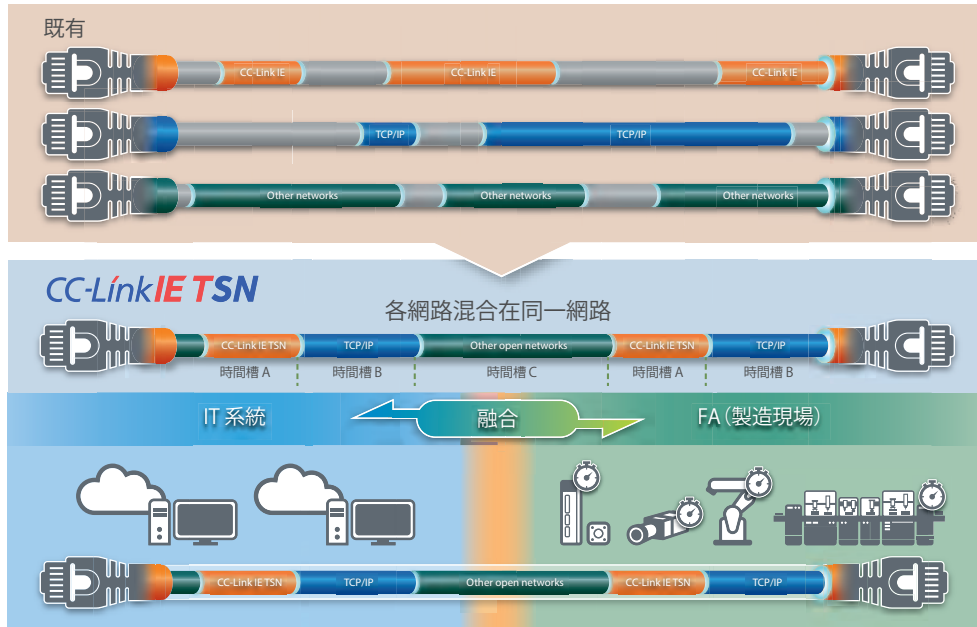 既有
CC-Link IE CC-Link IE CC-Link IE
TCP/IP TCP/IP
Other networks Other networks Other networks
CC-Link IE TSN
各網路混合在同一網路
CC-Link IE TSN TCP/IP Other open networks CC-Link IE TSN TCP/IP
時間槽 A 時間槽 B 時間槽 C 時間槽 A 時間槽 B
IT 系統 融合 FA（製造現場）
CC-Link IE TSN TCP/IP Other open networks CC-Link IE TSN TCP/IP